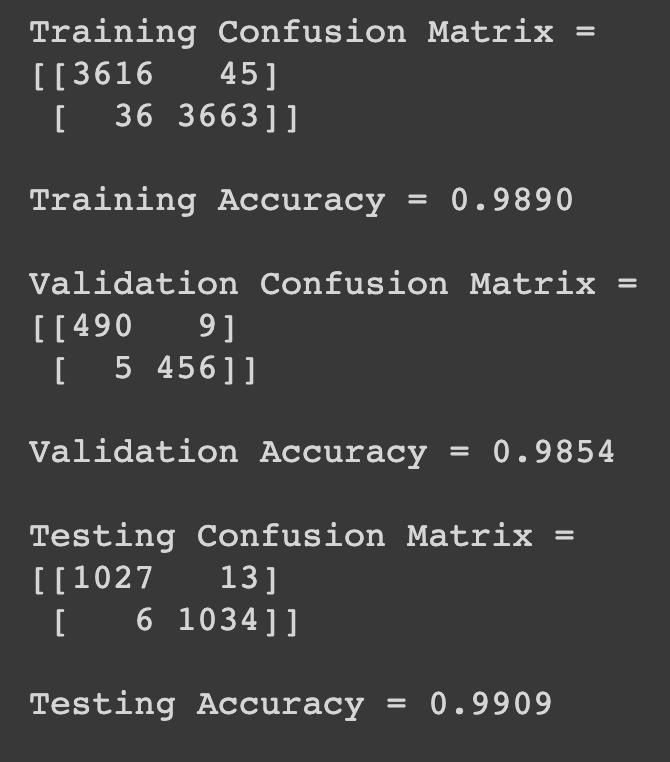 Training Confusion Matrix =
[[3616   45]
 [  36 3663]]
Training Accuracy = 0.9890
Validation Confusion Matrix =
[[490   9]
 [  5 456]]
Validation Accuracy = 0.9854
Testing Confusion Matrix =
[[1027   13]
 [   6 1034]]
Testing Accuracy = 0.9909